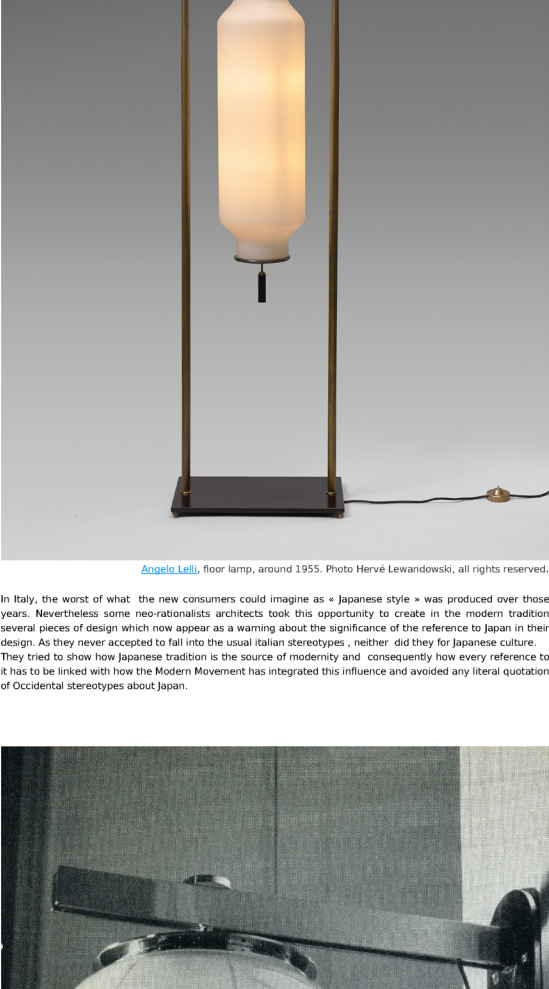 Angelo Lelli, floor lamp, around 1955. Photo Hervé Lewandowski, all rights reserved.
In Italy, the worst of what  the new consumers could imagine as « Japanese style » was produced over those
years. Nevertheless some neo-rationalists architects took this opportunity to create in the modern tradition
several pieces of design which now appear as a warning about the significance of the reference to Japan in their
design. As they never accepted to fall into the usual italian stereotypes , neither  did they for Japanese culture.
They tried to show how Japanese tradition is the source of modernity and  consequently how every reference to
it has to be linked with how the Modern Movement has integrated this influence and avoided any literal quotation
of Occidental stereotypes about Japan.